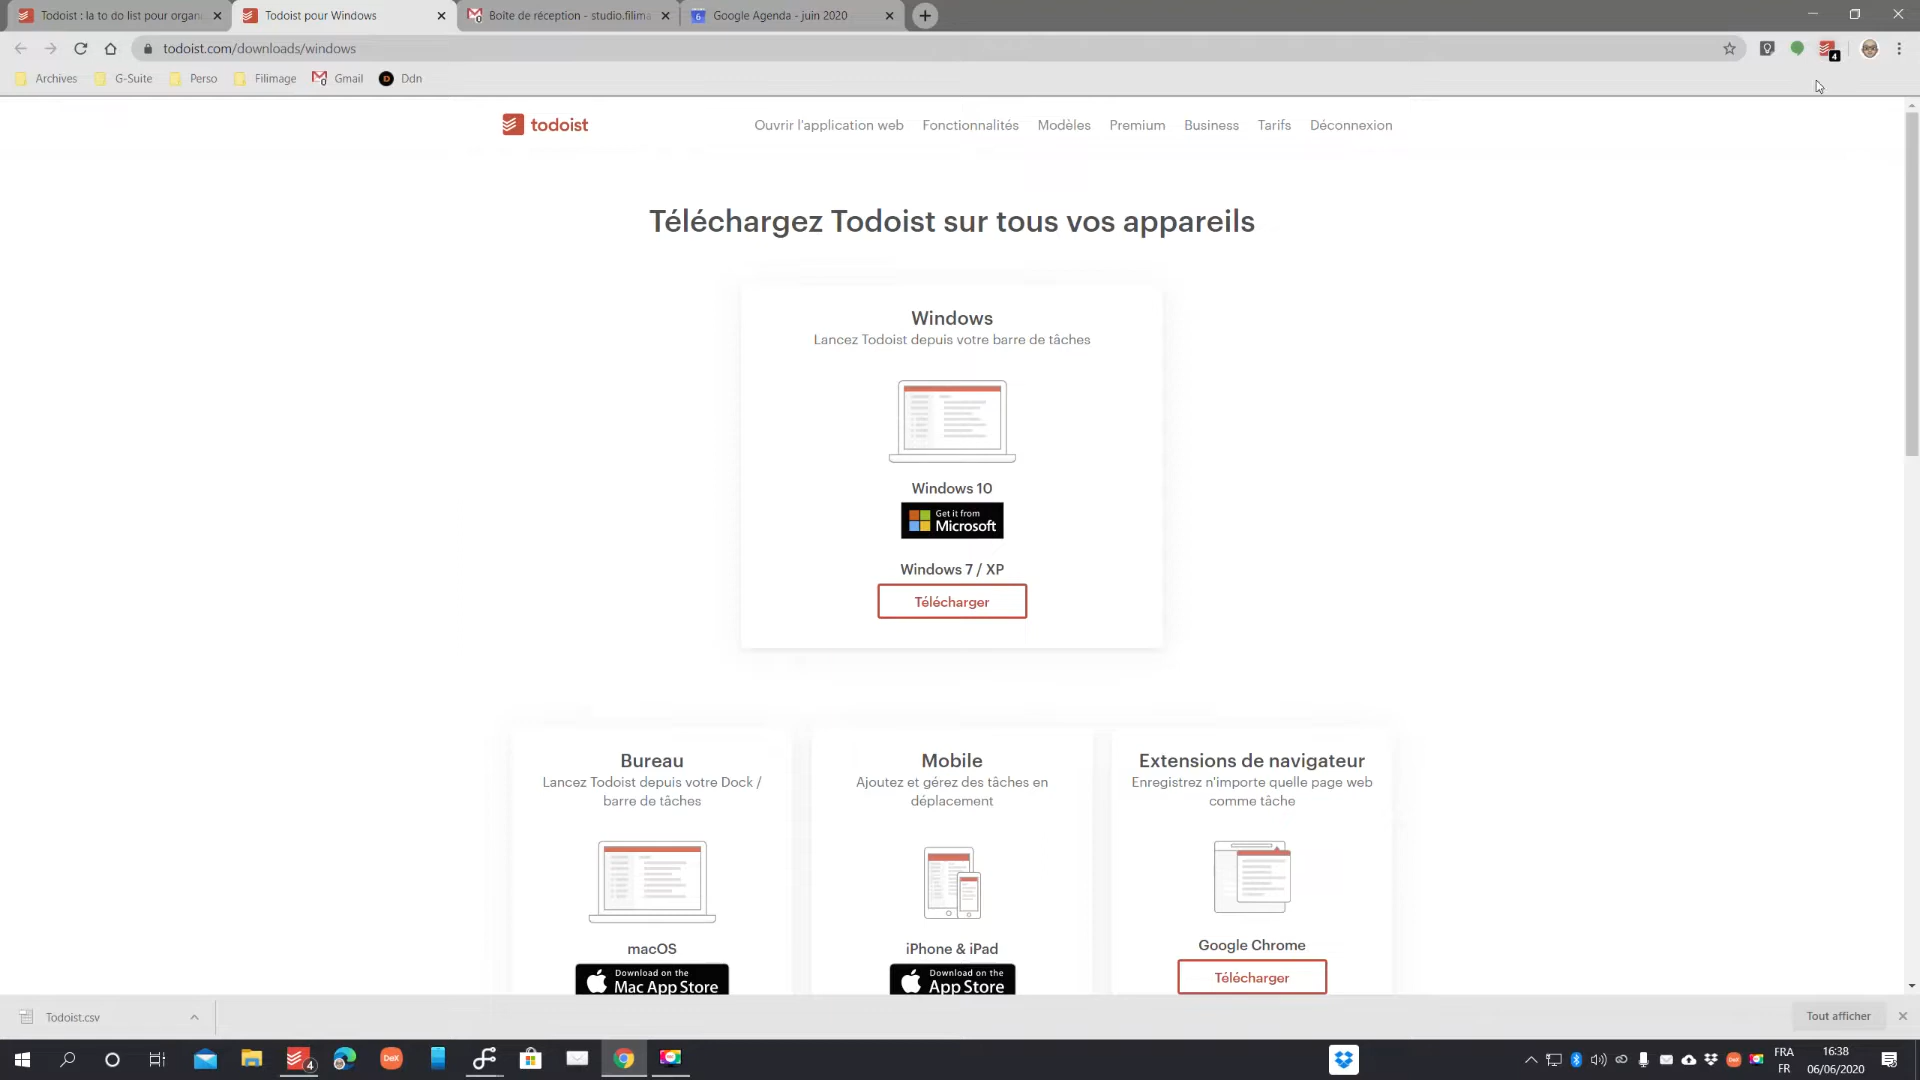 Todoist : la to do list pour organ
Todoist pour Windows
Boîte de réception - studo.filima
Google Agenda - juin 2020
todoist.com/downloads/windows
4
Archives
G-Suite
Perso
Filimage
Gmail
Ddn
todoist
Ouvrir l'application web
Fonctionnalités
Modèles
Premium
Business
Tarifs
Déconnexion
Téléchargez Todoist sur tous vos appareils
Windows
Lancez Todoist depuis votre barre de tâches
Windows 10
Get it from
Microsoft
Windows 7 / XP
Télécharger
Bureau
Lancez Todoist depuis votre Dock /
barre de tâches
macOS
Download on the
Mac App Store
Mobile
Ajoutez et gérez des tâches en
déplacement
iPhone & iPad
Download on the
App Store
Extensions de navigateur
Enregistrez n'importe quelle page web
comme tâche
Google Chrome
Télécharger
Todoist.csv
Tout afficher
4
DeX
FRA
FR
16:38
06/06/2020